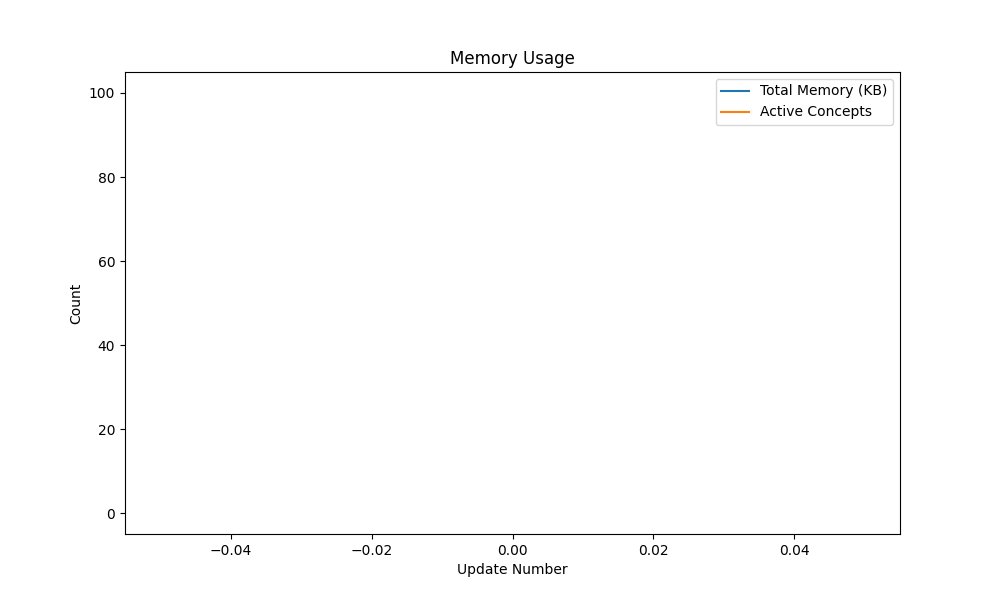 Memory Usage
Total Memory (KB)
Active Concepts
100
80
60
40
20
0
Count
−0.04 −0.02 0.00 0.02 0.04
Update Number